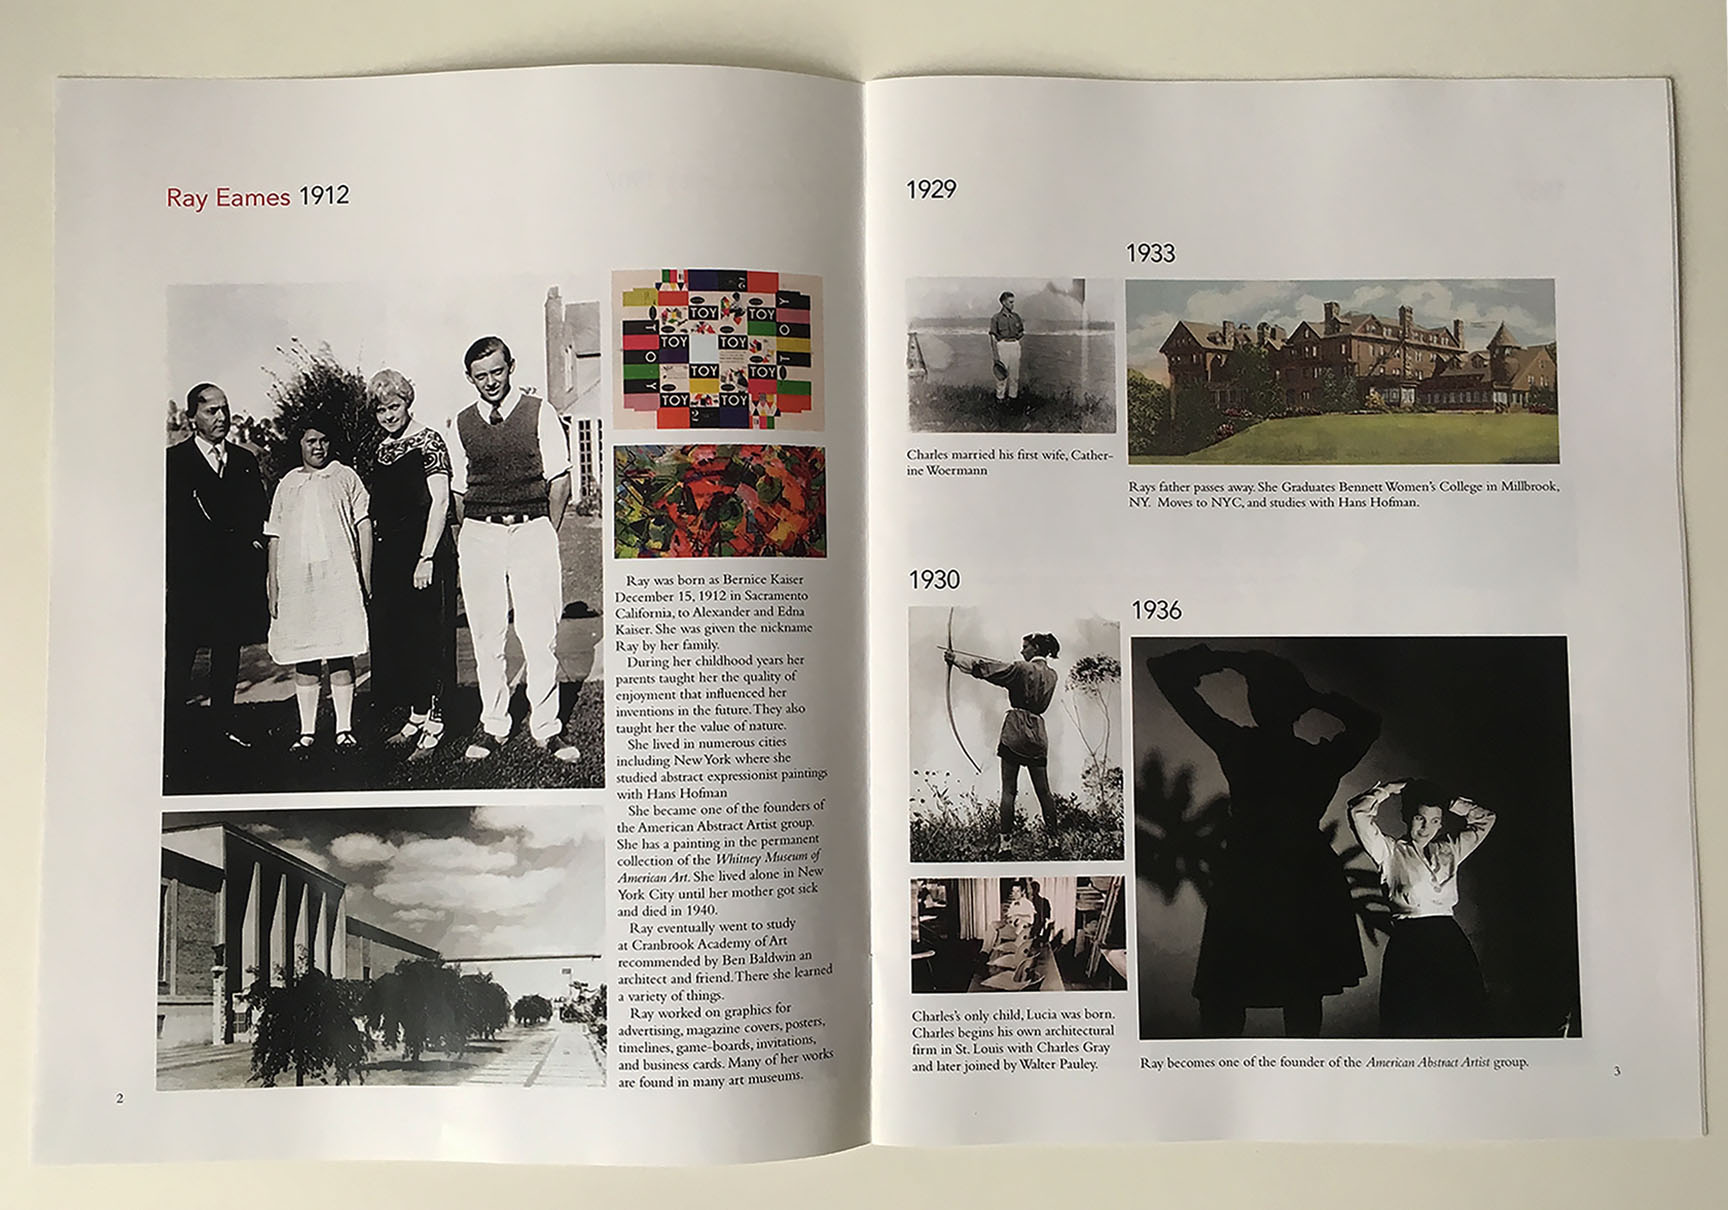 Ray Eames 1912
TOY TOY
TOY TOY
TOY TOY
TOY TOY
Ray was born as Bernice Kaiser
December 15, 1912 in Sacramento
California, to Alexander and Edna
Kaiser. She was given the nickname
Ray by her family.
During her childhood years her
parents taught her the quality of
enjoyment that influenced her
inventions in the future. They also
taught her the value of nature.
She lived in numerous cities
including New York where she
studied abstract expressionist paintings
with Hans Hofman
She became one of the founders of
the American Abstract Artist group.
She has a painting in the permanent
collection of the Whitney Museum of
American Art. She lived alone in New
York City until her mother got sick
and died in 1940.
Ray eventually went to study
at Cranbrook Academy of Art
recommended by Ben Baldwin an
architect and friend. There she learned
a variety of things.
Ray worked on graphics for
advertising, magazine covers, posters,
timelines, game-boards, invitations,
and business cards. Many of her works
are found in many art museums.
2
1929
Charles married his first wife, Cather-
ine Woermann
1933
Rays father passes away. She Graduates Bennett Women's College in Millbrook,
NY. Moves to NYC, and studies with Hans Hofman.
1930
Charles's only child, Lucia was born.
Charles begins his own architectural
firm in St. Louis with Charles Gray
and later joined by Walter Pauley.
1936
Ray becomes one of the founder of the American Abstract Artist group.
3